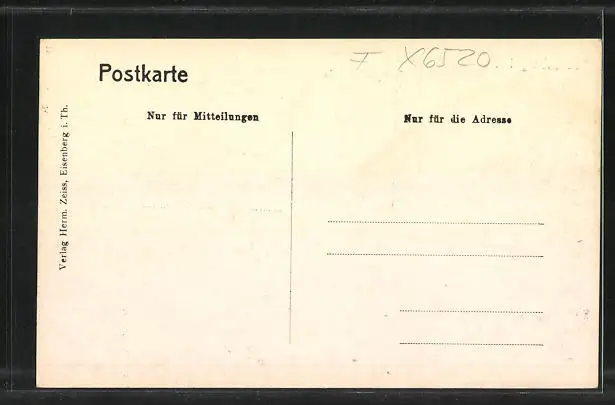 X6520
Postkarte
Nur für Mitteilungen
Nur für die Adresse
Verlag Herm. Zeiss, Eisenberg i. Th.